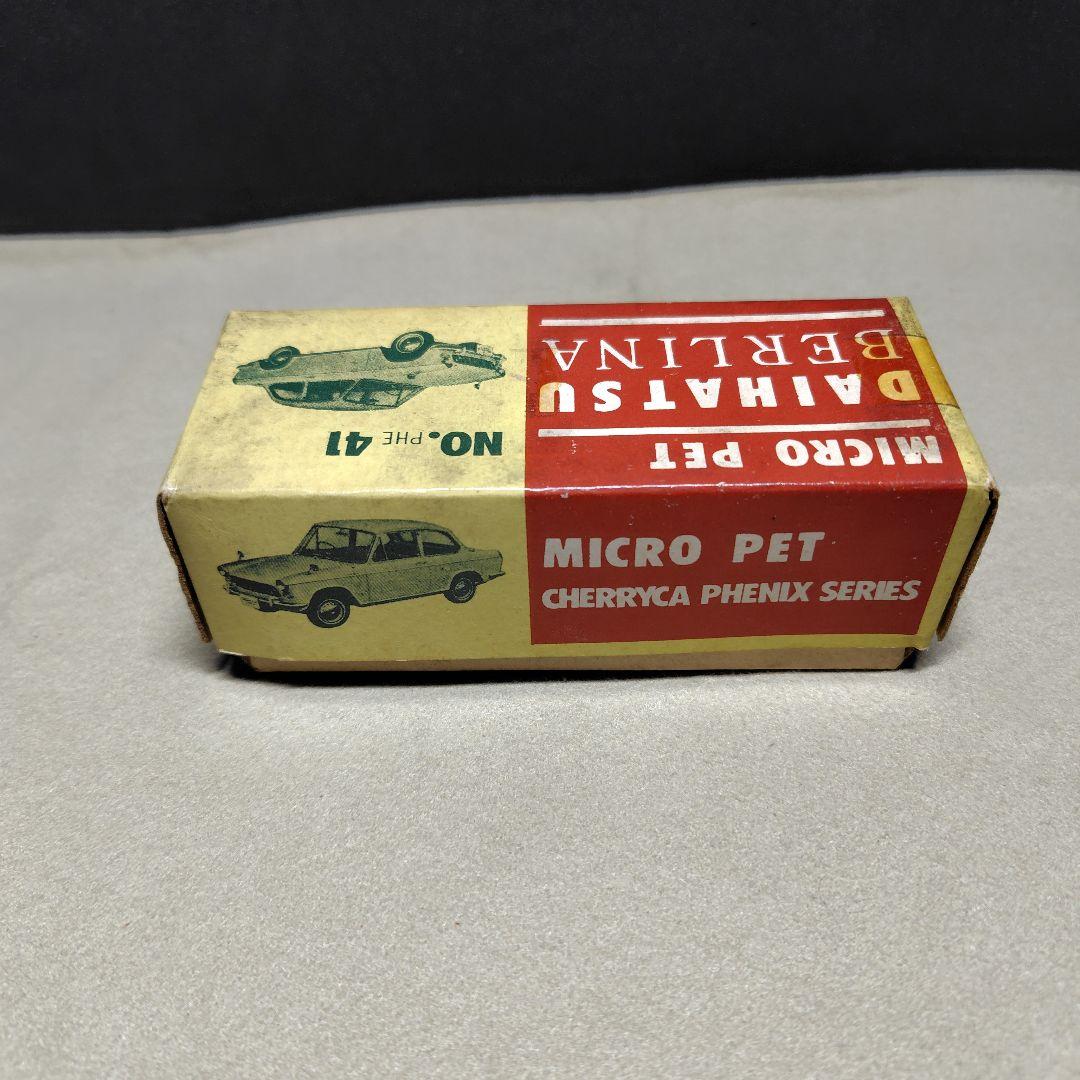 MICRO PET
DAIHATSU
BERLINA
NO. PHE 41
MICRO PET
CHERRYCA PHENIX SERIES